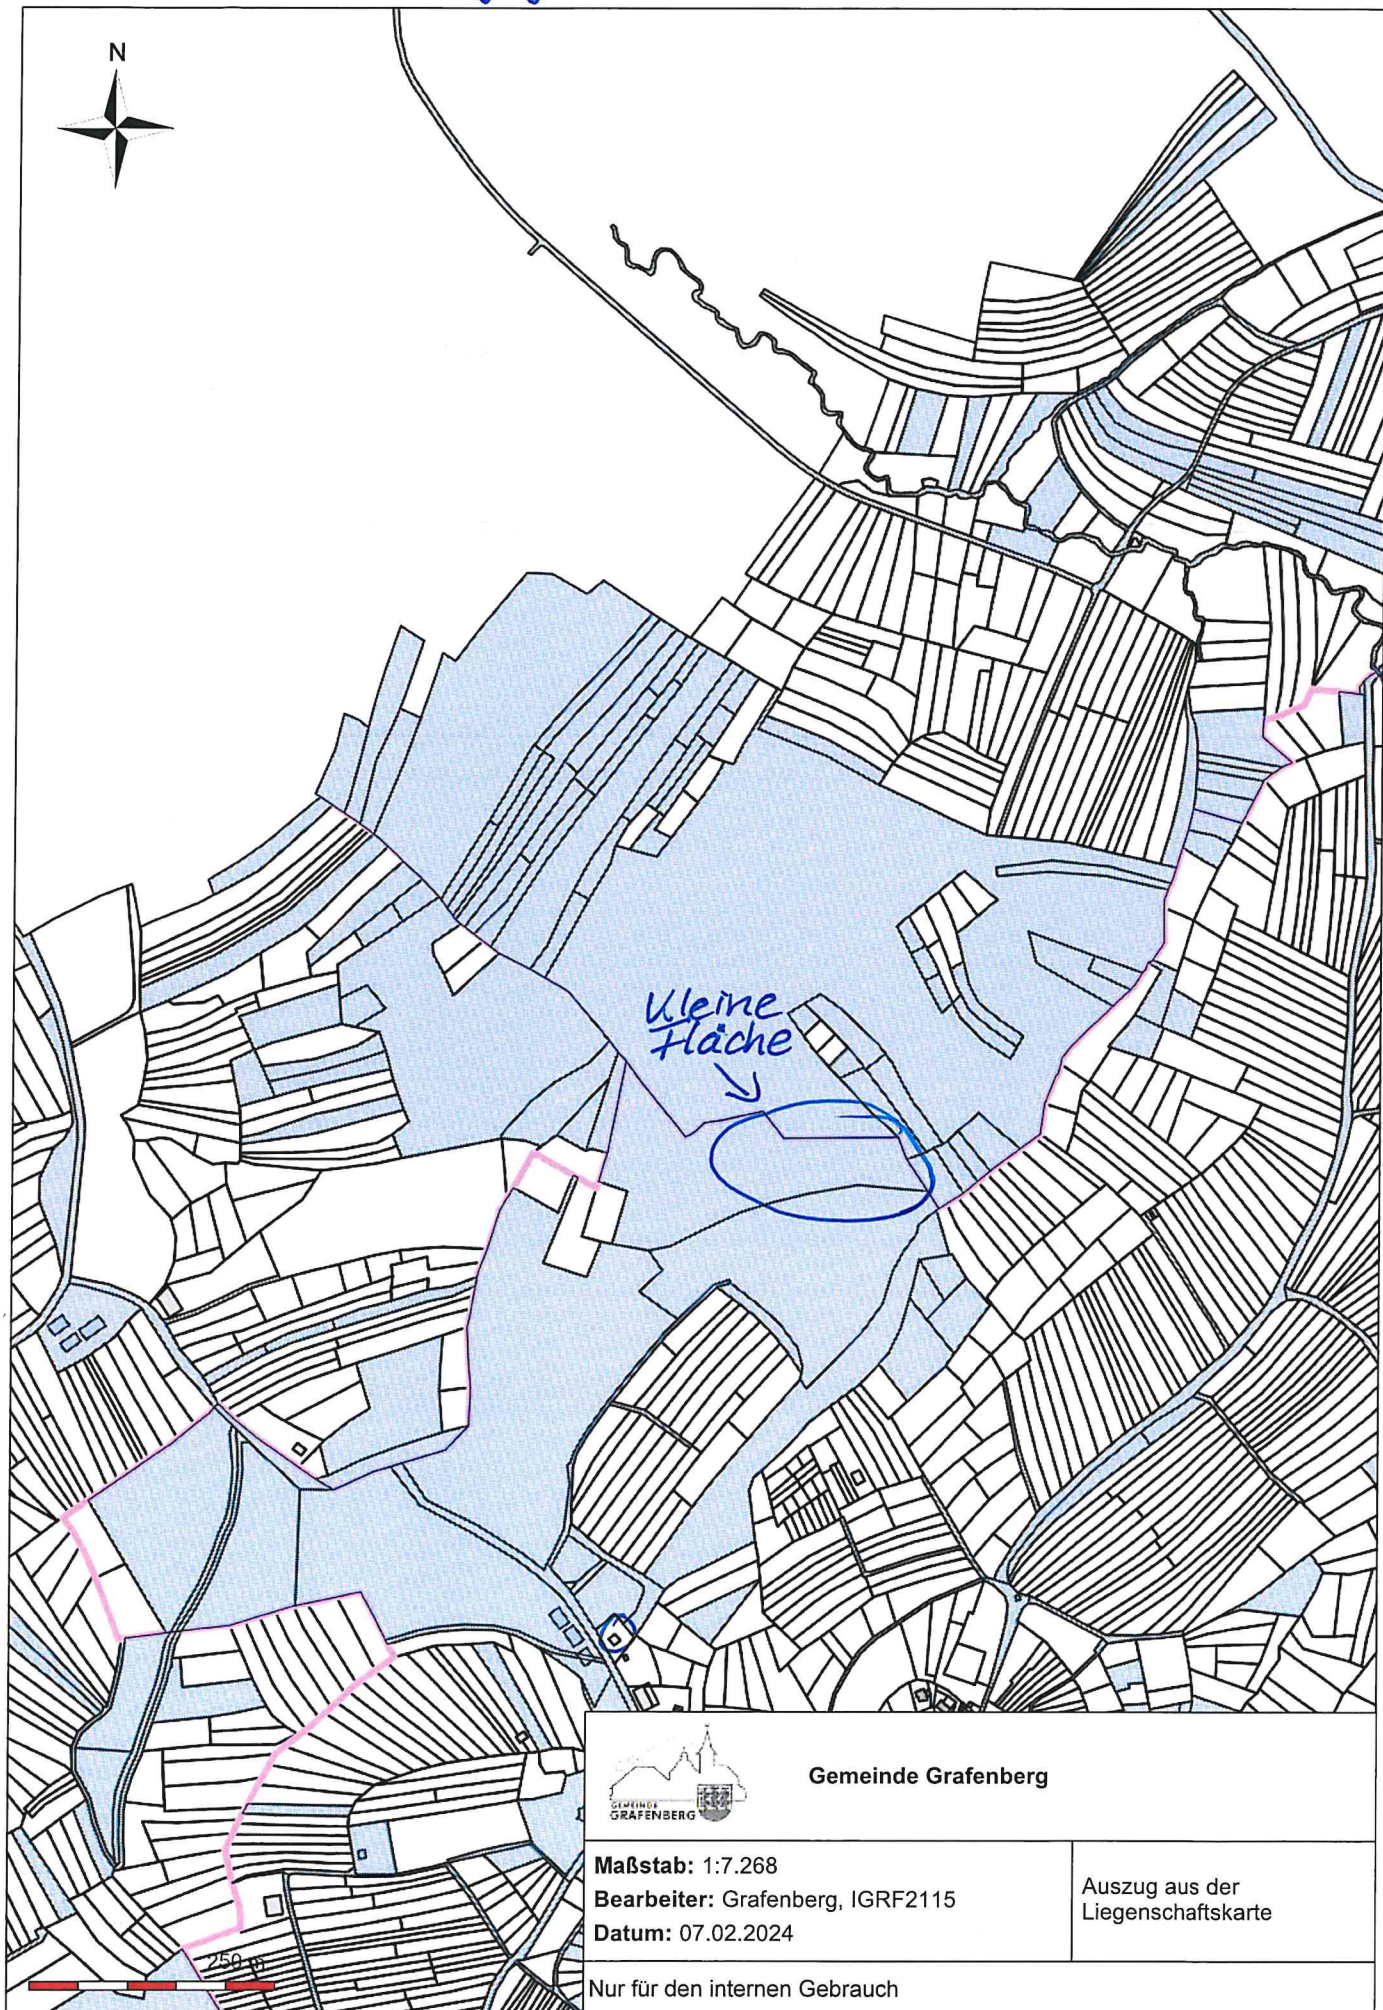 N
Kleine
Fläche
GEMEINDE
GRAFENBERG
Gemeinde Grafenberg
Maßstab: 1:7.268
Bearbeiter: Grafenberg, IGRF2115
Datum: 07.02.2024
Auszug aus der
Liegenschaftskarte
250 m
Nur für den internen Gebrauch